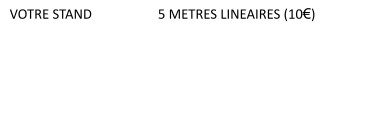 VOTRE STAND 5 METRES LINEAIRES (10€)